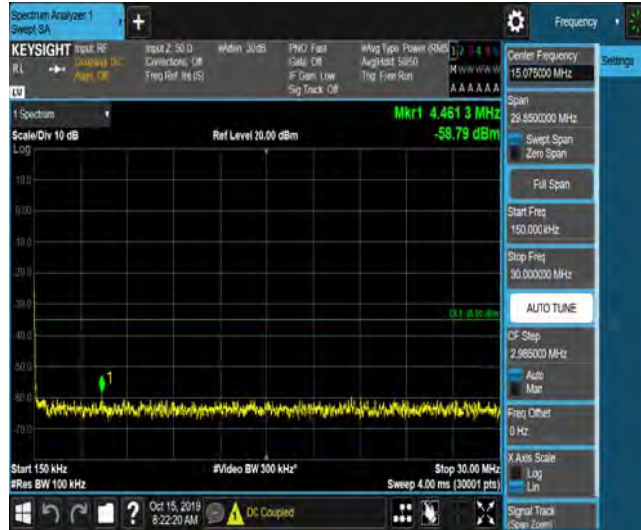 Spectrum Analyzer 1
Swept SA
+
Frequency
KEYSIGHT
RL
LV
Input: RF
Coupling: DC
Align: Off
Input Z: 50 Ω
Corrections: Off
Freq Ref: Int (S)
#Atten: 30 dB
PNO: Fast
Gate: Off
IF Gain: Low
Sig Track: Off
#Avg Type: Power (RMS)
Avg|Hold: 50/50
Trig: Free Run
1 2 3 4 5 6
M W W W W W
A A A A A A
1 Spectrum
Scale/Div 10 dB
Ref Level 20.00 dBm
Mkr1 4.461 3 MHz
-58.79 dBm
Log
10.0
0.00
-10.0
-20.0
-30.0
-40.0
-50.0
-60.0
-70.0
1
Start 150 kHz
#Video BW 300 kHz*
Stop 30.00 MHz
#Res BW 100 kHz
Sweep 4.00 ms (30001 pts)
?
Oct 15, 2019
8:22:20 AM
DC Coupled
Center Frequency
15.075000 MHz
Settings
Span
29.8500000 MHz
Swept Span
Zero Span
Full Span
Start Freq
150.000 kHz
Stop Freq
30.000000 MHz
AUTO TUNE
CF Step
2.985000 MHz
Auto
Man
Freq Offset
0 Hz
X Axis Scale
Log
Lin
Signal Track
(Span Zoom)